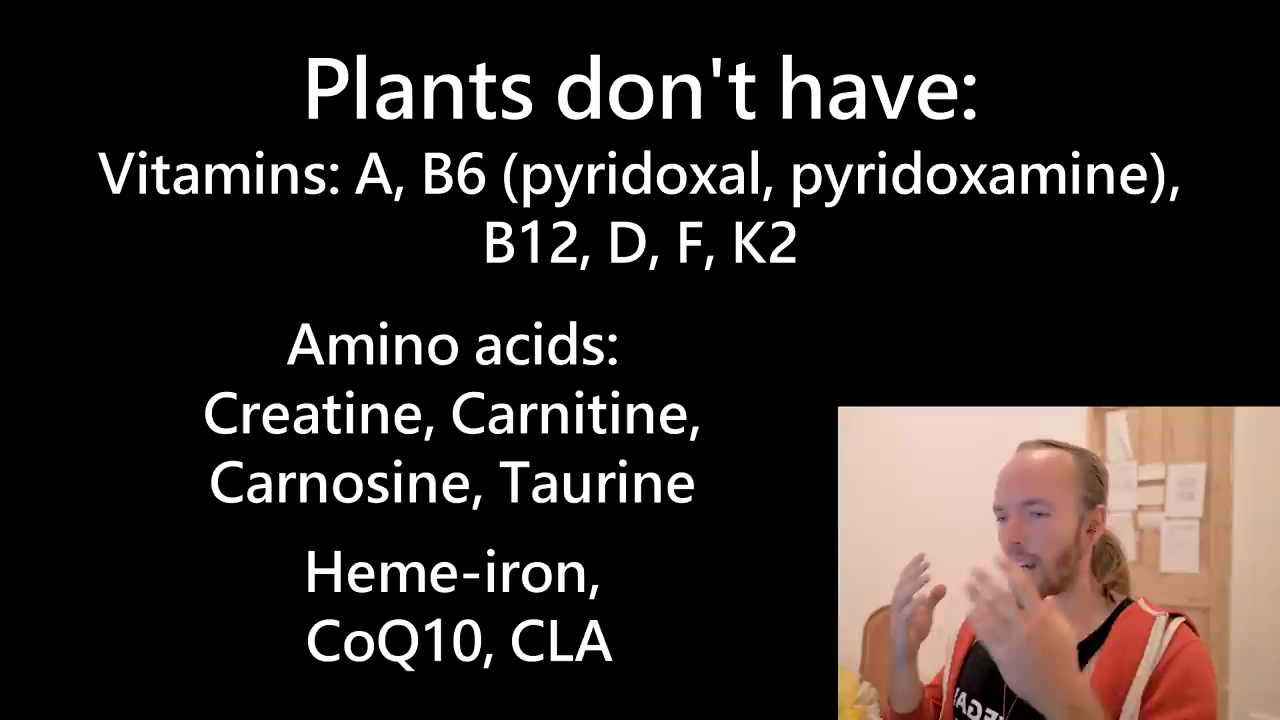 Plants don't have:
Vitamins: A, B6 (pyridoxal, pyridoxamine),
B12, D, F, K2
Amino acids:
Creatine, Carnitine,
Carnosine, Taurine
Heme-iron,
CoQ10, CLA